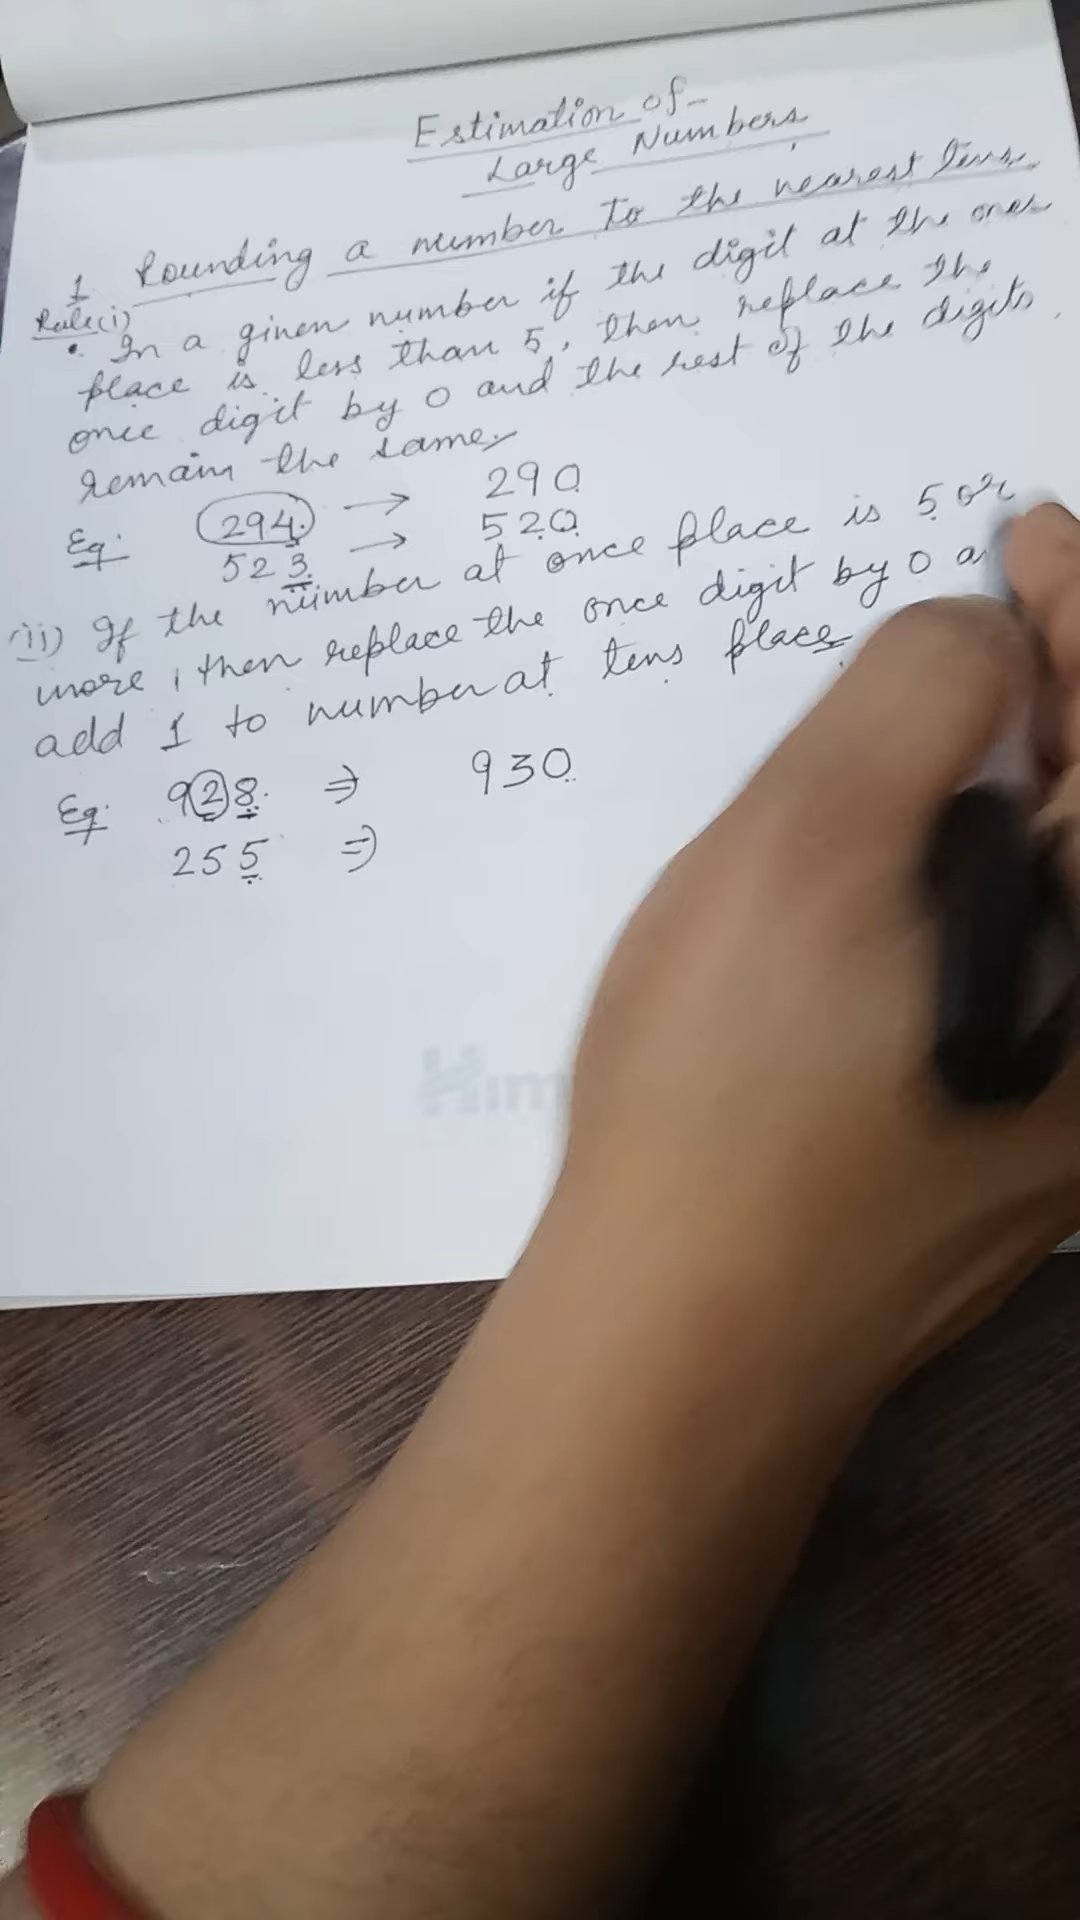 Estimation of
Large Numbers
1 Rounding a number to the nearest tens
Rule(i)
• In a given number if the digit at the ones
place is less than 5, then replace the
once digit by 0 and the rest of the digits
remain the same.
Eg: 294 → 290
523 → 520
(ii) If the number at once place is 5 or
more, then replace the once digit by 0 a
add 1 to number at tens place
Eg: 928 ⇒ 930
255 ⇒